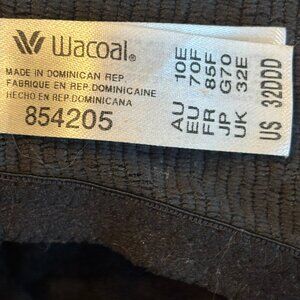 Wacoal®
MADE IN DOMINICAN REP.
FABRIQUE EN REP.DOMINICAINE
HECHO EN REP.DOMINICANA
854205
AU 10E
EU 70F
FR 85F
JP G70
UK 32E
US 32DDD